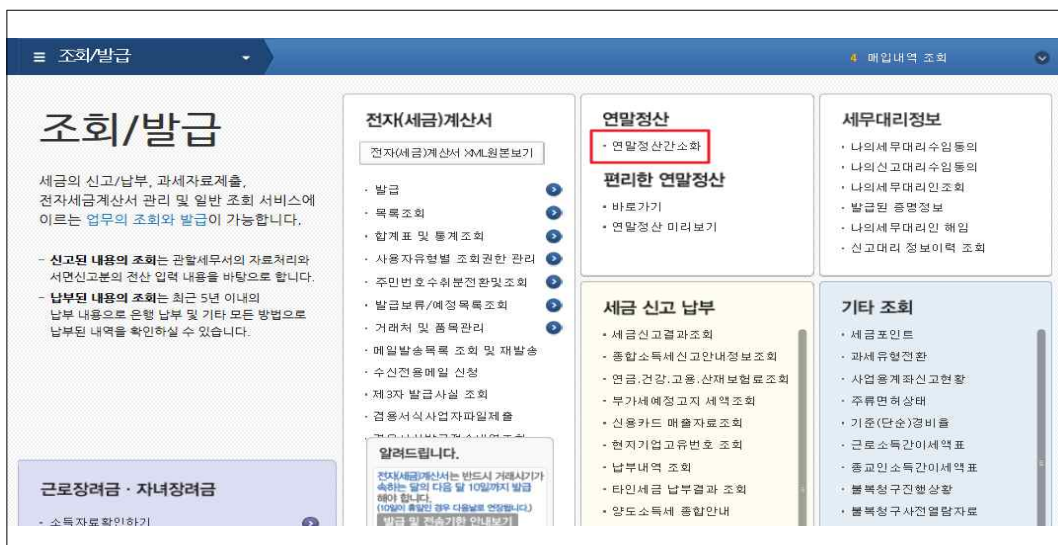 ≡ 조회/발급
4 매입내역 조회
조회/발급
세금의 신고/납부, 과세자료제출,
전자세금계산서 관리 및 일반 조회 서비스에
이르는 업무의 조회와 발급이 가능합니다.
- 신고된 내용의 조회는 관할세무서의 자료처리와
서면신고분의 전산 입력 내용을 바탕으로 합니다.
- 납부된 내용의 조회는 최근 5년 이내의
납부 내용으로 은행 납부 및 기타 모든 방법으로
납부된 내역을 확인하실 수 있습니다.
근로장려금 · 자녀장려금
· 소득자료확인하기
전자(세금)계산서
전자(세금)계산서 XML원본보기
· 발급
· 목록조회
· 합계표 및 통계조회
· 사용자유형별 조회권한 관리
· 주민번호수취분전환및조회
· 발급보류/예정목록조회
· 거래처 및 품목관리
· 메일발송목록 조회 및 재발송
· 수신전용메일 신청
· 제3자 발급사실 조회
· 겸용서식사업자파일제출
알려드립니다.
전자(세금)계산서는 반드시 거래시기가
속하는 달의 다음 달 10일까지 발급
해야 합니다.
(10일이 휴일인 경우 다음날로 연장됩니다.)
발급 및 전송기한 안내보기
연말정산
· 연말정산간소화
편리한 연말정산
· 바로가기
· 연말정산 미리보기
세금 신고 납부
· 세금신고결과조회
· 종합소득세신고안내정보조회
· 연금.건강.고용.산재보험료조회
· 부가세예정고지 세액조회
· 신용카드 매출자료조회
· 현지기업고유번호 조회
· 납부내역 조회
· 타인세금 납부결과 조회
· 양도소득세 종합안내
세무대리정보
· 나의세무대리수임동의
· 나의신고대리수임동의
· 나의세무대리인조회
· 발급된 증명정보
· 나의세무대리인 해임
· 신고대리 정보이력 조회
기타 조회
· 세금포인트
· 과세유형전환
· 사업용계좌신고현황
· 주류면허상태
· 기준(단순)경비율
· 근로소득간이세액표
· 종교인소득간이세액표
· 불복청구진행상황
· 불복청구사전열람자료